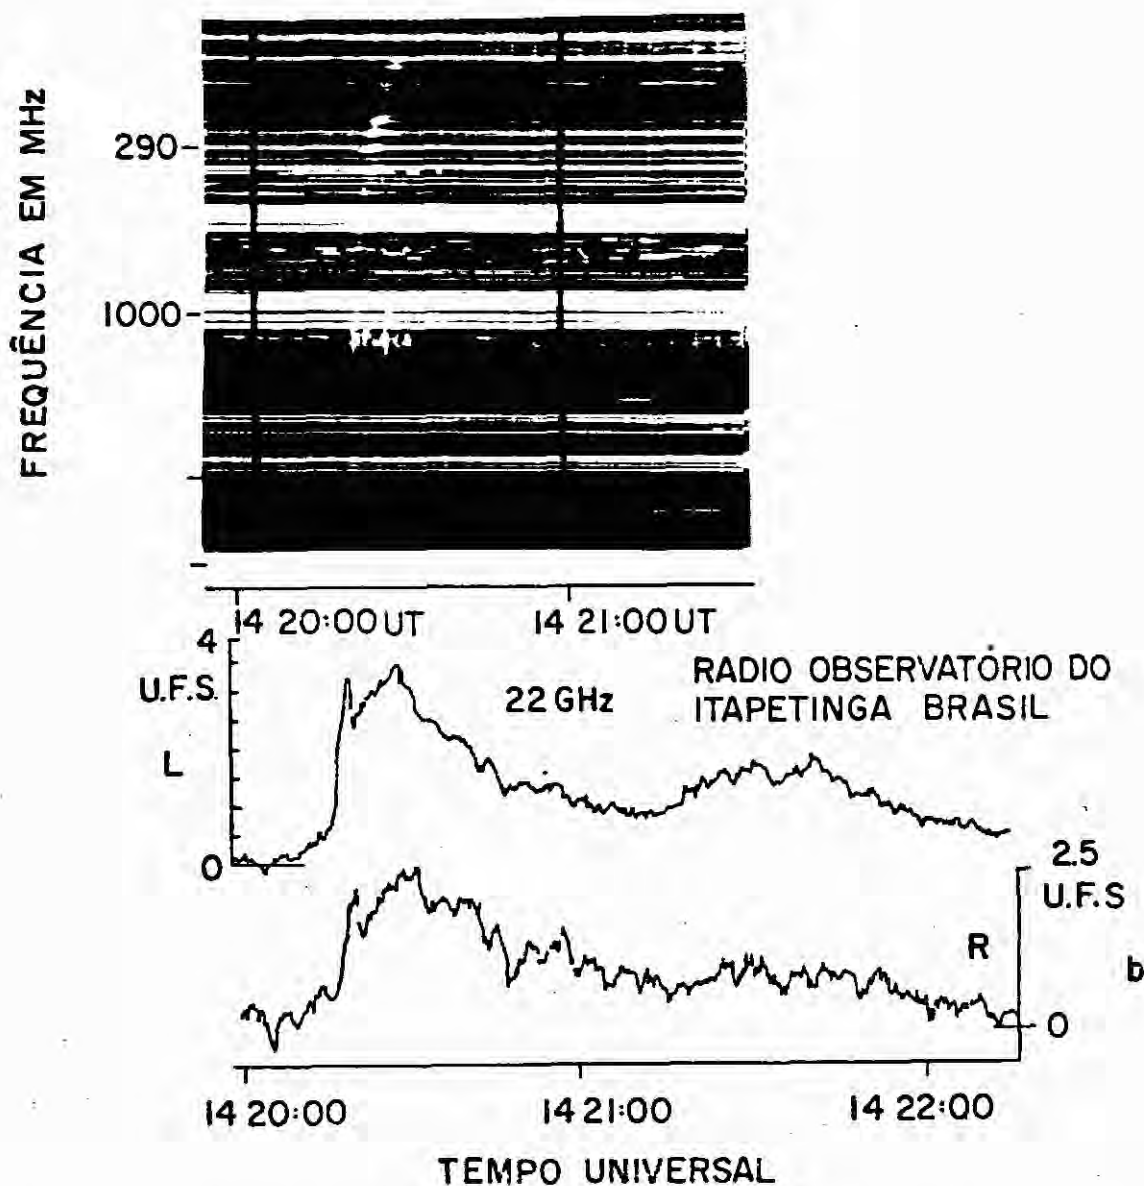 FREQUÊNCIA EM MHz
290
1000
14 20:00 UT
14 21:00 UT
4
U.F.S.
L
0
22 GHz
RADIO OBSERVATÓRIO DO
ITAPETINGA BRASIL
2.5
U.F.S
R
b
0
14 20:00
14 21:00
14 22:00
TEMPO UNIVERSAL